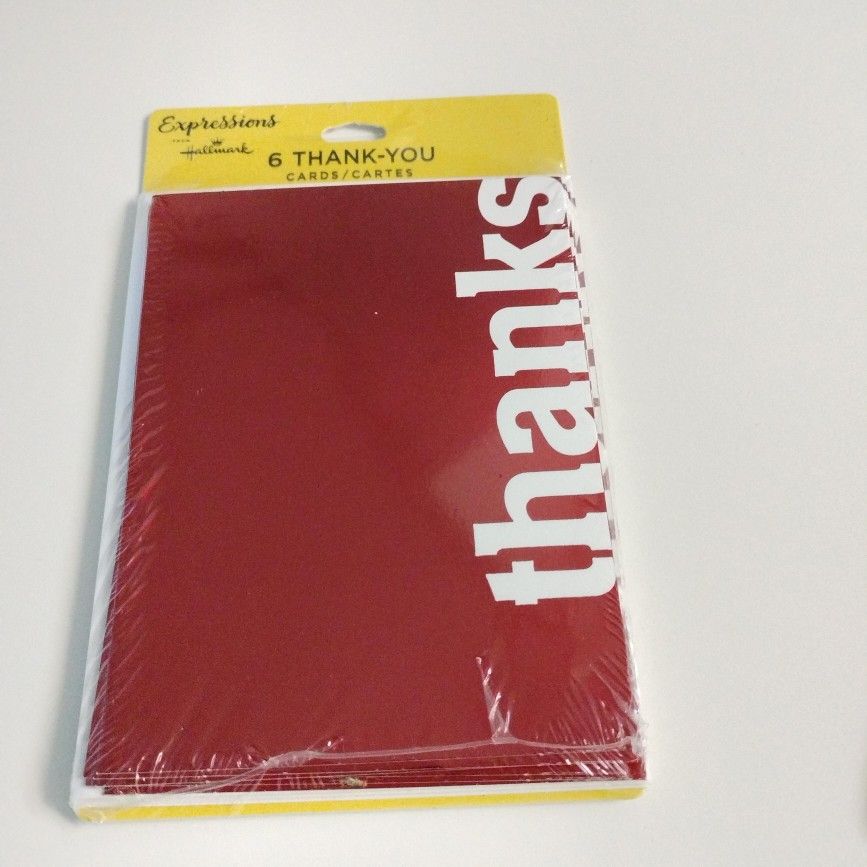 Expressions
FROM
Hallmark
6 THANK-YOU
CARDS/CARTES
thanks